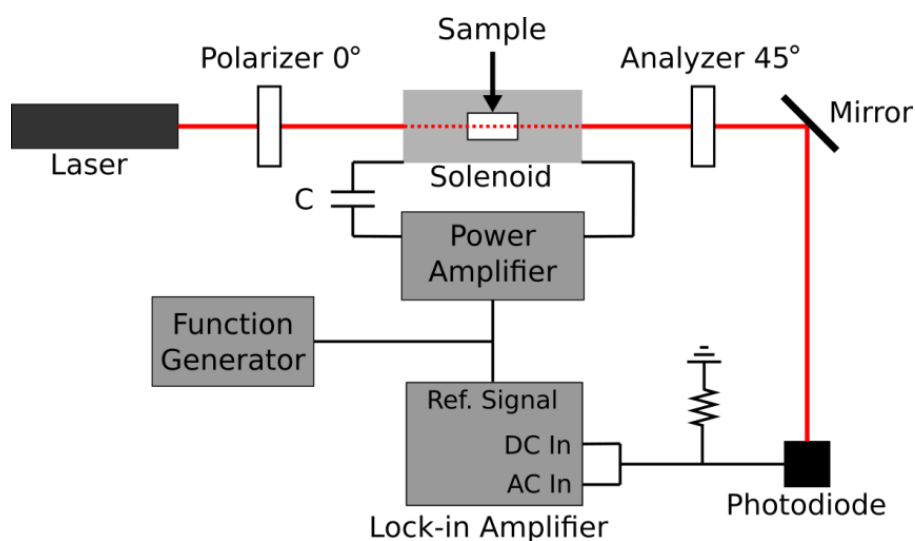 Sample
Polarizer 0°
Analyzer 45°
Mirror
Laser
Solenoid
C
Power
Amplifier
Function
Generator
Ref. Signal
DC In
AC In
Photodiode
Lock-in Amplifier